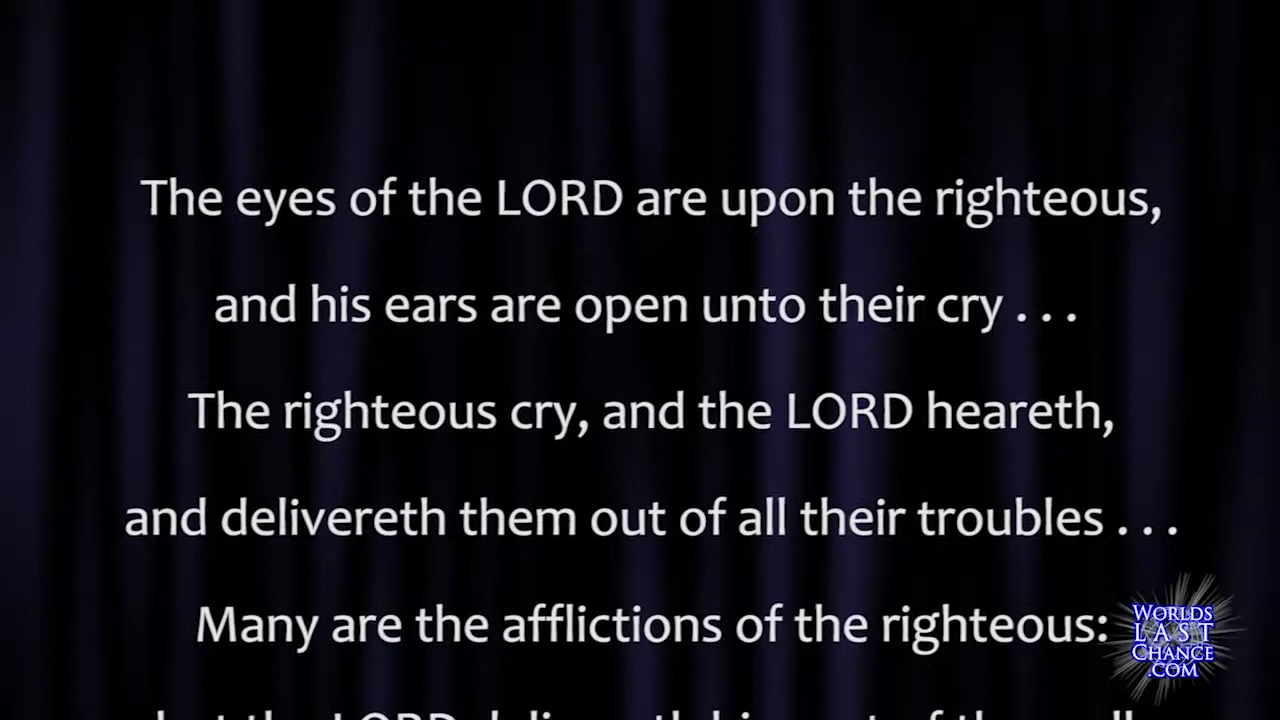 The eyes of the LORD are upon the righteous,
and his ears are open unto their cry . . .
The righteous cry, and the LORD heareth,
and delivereth them out of all their troubles . . .
Many are the afflictions of the righteous:
WORLDS
LAST
CHANCE
.COM